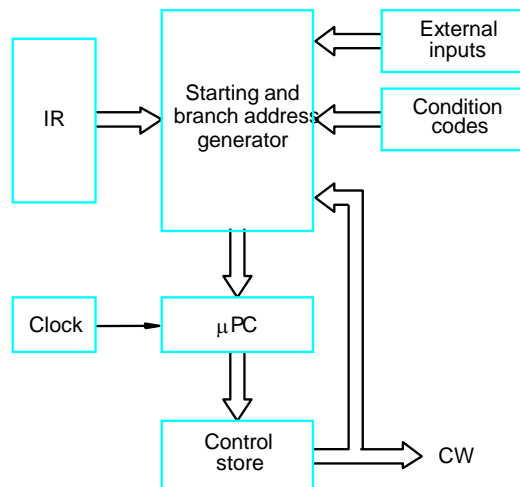 External
inputs
IR
Starting and
branch address
generator
Condition
codes
Clock
μPC
Control
store
CW